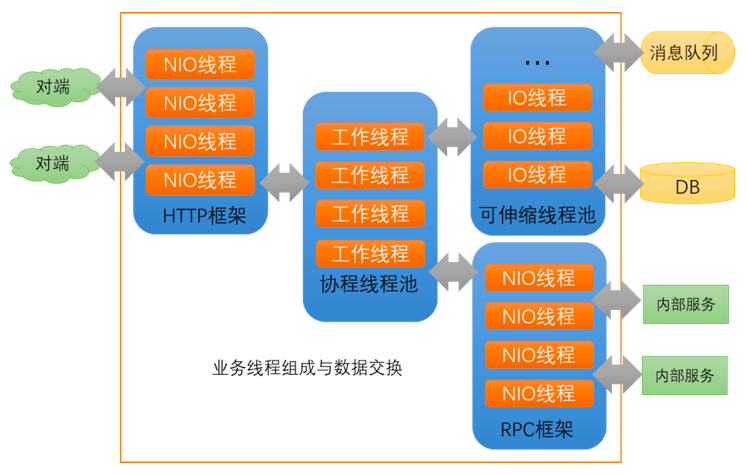 对端
对端
NIO线程
NIO线程
NIO线程
NIO线程
HTTP框架
工作线程
工作线程
工作线程
工作线程
协程线程池
...
IO线程
IO线程
IO线程
可伸缩线程池
NIO线程
NIO线程
NIO线程
NIO线程
RPC框架
消息队列
DB
内部服务
内部服务
业务线程组成与数据交换